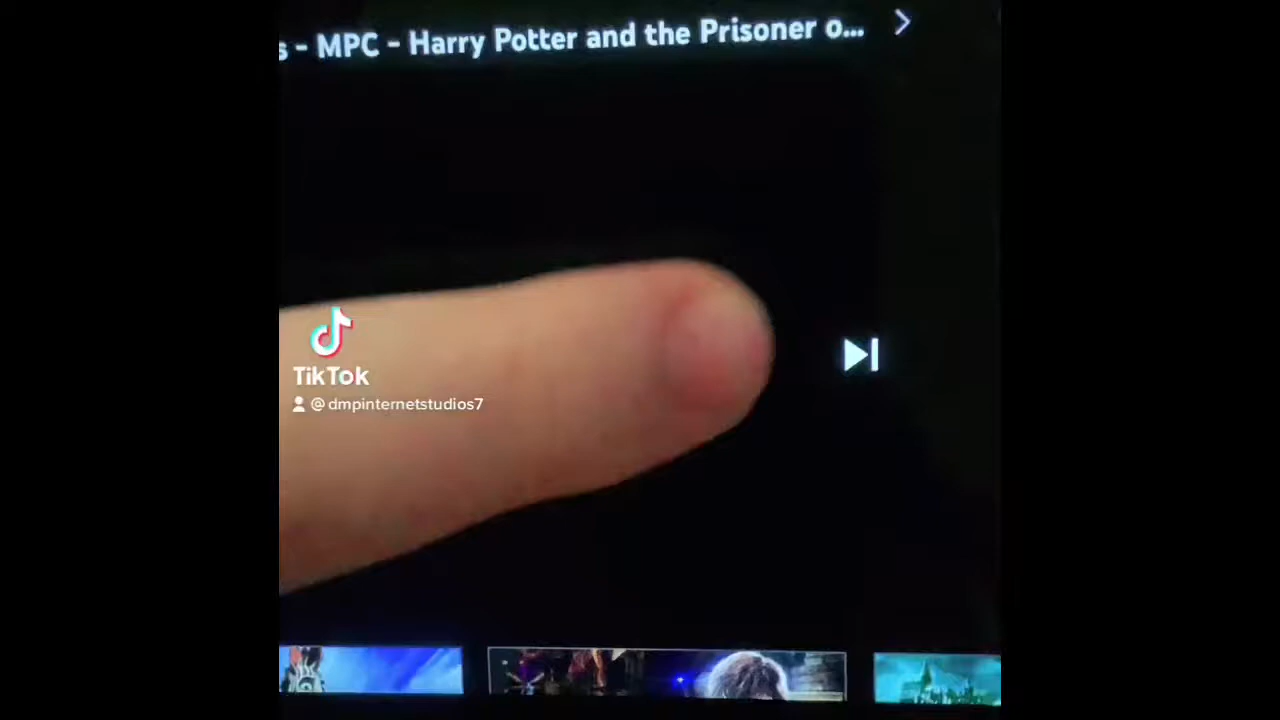 s - MPC - Harry Potter and the Prisoner o...
TikTok
@dmpinternetstudios7